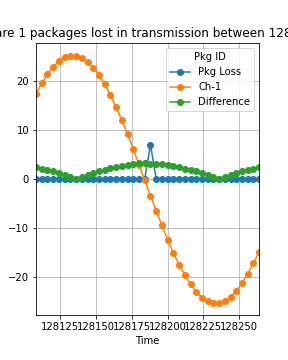 are 1 packages lost in transmission between 128
Pkg ID
Pkg Loss
Ch-1
Difference
20
10
0
−10
−20
128125 128150 128175 128200 128225 128250
Time